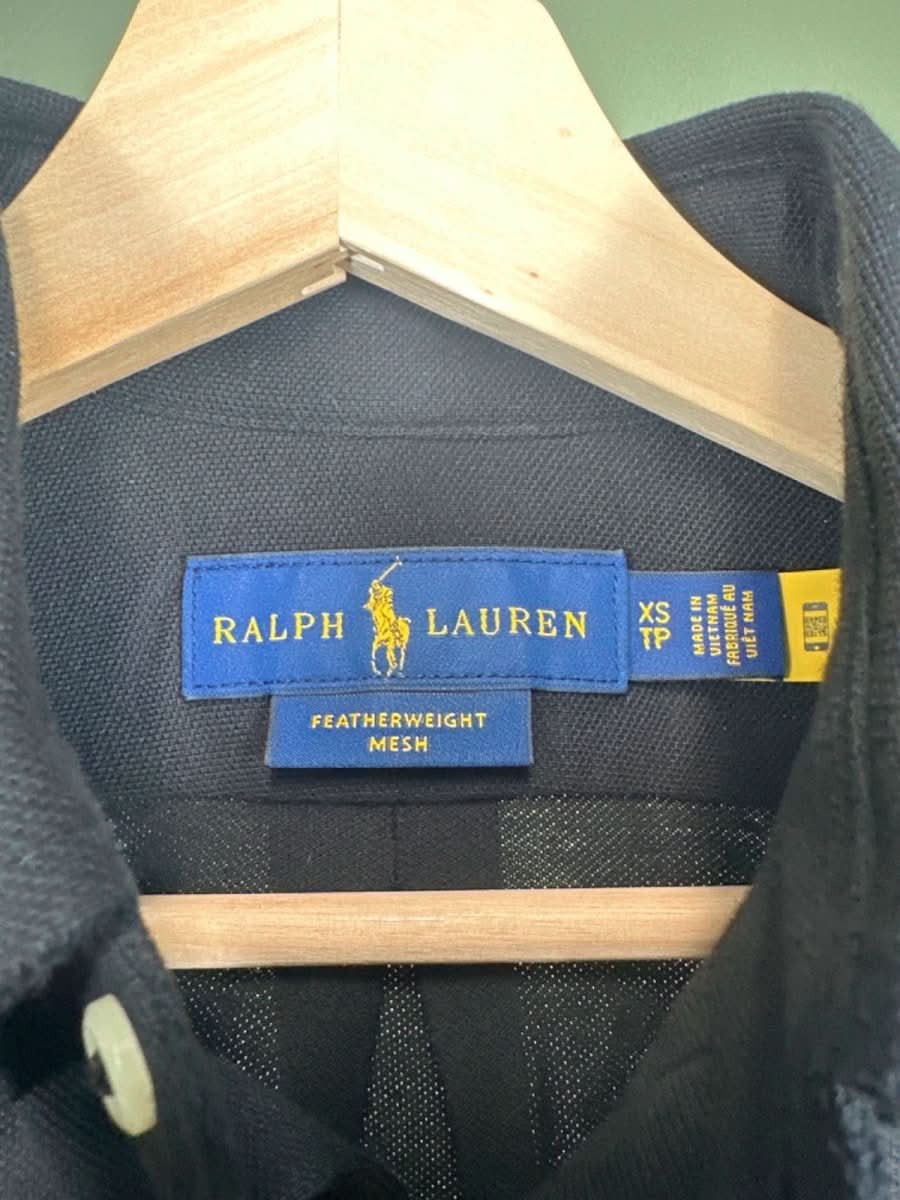 RALPH LAUREN
XS
TP
MADE IN
VIETNAM
FABRIQUÉ AU
VIÊT NAM
FEATHERWEIGHT
MESH